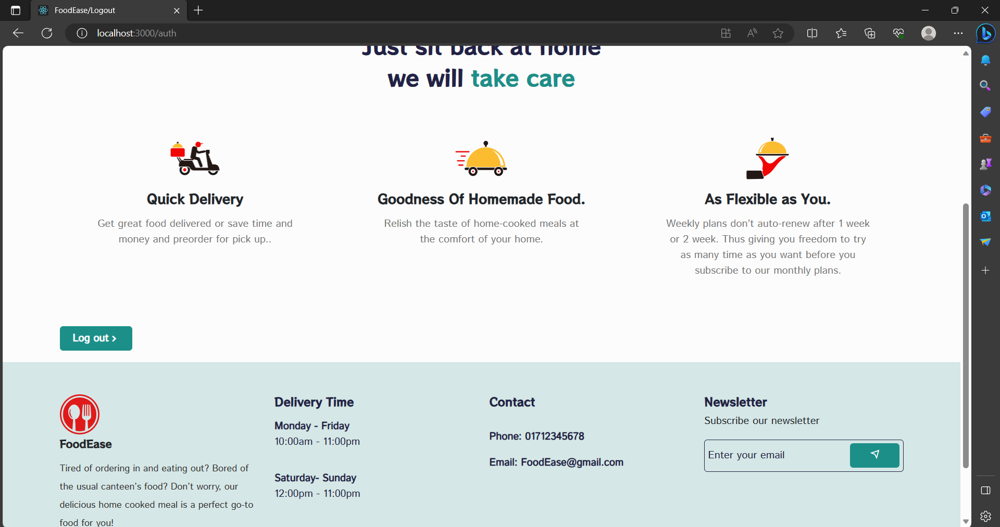 FoodEase/Logout
localhost:3000/auth
Just sit back at home
we will take care
Quick Delivery
Get great food delivered or save time and
money and preorder for pick up..
Goodness Of Homemade Food.
Relish the taste of home-cooked meals at
the comfort of your home.
As Flexible as You.
Weekly plans don’t auto-renew after 1 week
or 2 week. Thus giving you freedom to try
as many time as you want before you
subscribe to our monthly plans.
Log out >
FoodEase
Tired of ordering in and eating out? Bored of
the usual canteen’s food? Don’t worry, our
delicious home cooked meal is a perfect go-to
food for you!
Delivery Time
Monday - Friday
10:00am - 11:00pm
Saturday- Sunday
12:00pm - 11:00pm
Contact
Phone: 01712345678
Email: FoodEase@gmail.com
Newsletter
Subscribe our newsletter
Enter your email